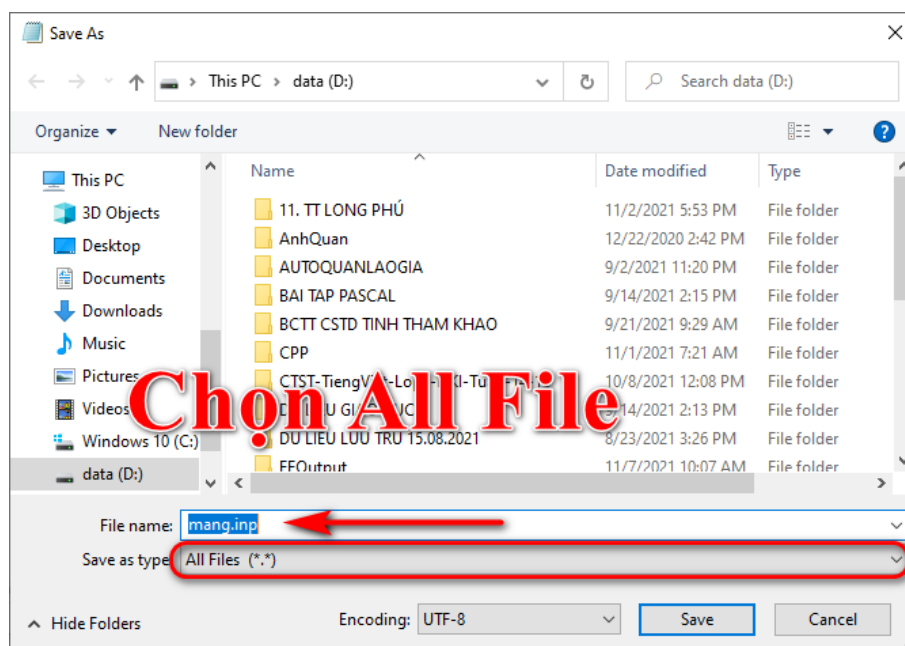 Save As
This PC > data (D:)
Search data (D:)
Organize
New folder
This PC
3D Objects
Desktop
Documents
Downloads
Music
Pictures
Videos
Windows 10 (C:)
data (D:)
Name Date modified Type
11. TT LONG PHÚ 11/2/2021 5:53 PM File folder
AnhQuan 12/22/2020 2:42 PM File folder
AUTOQUANLAOGIA 9/2/2021 11:20 PM File folder
BAI TAP PASCAL 9/14/2021 2:15 PM File folder
BCTT CSTD TINH THAM KHAO 9/21/2021 9:29 AM File folder
CPP 11/1/2021 7:21 AM File folder
10/8/2021 12:08 PM File folder
2:13 PM File folder
DU LIEU LUU TRU 15.08.2021 8/23/2021 3:26 PM File folder
FFOutput 11/7/2021 10:07 AM File folder
Chọn All File
File name: mang.inp
Save as type: All Files (*.*)
Hide Folders
Encoding: UTF-8
Save
Cancel